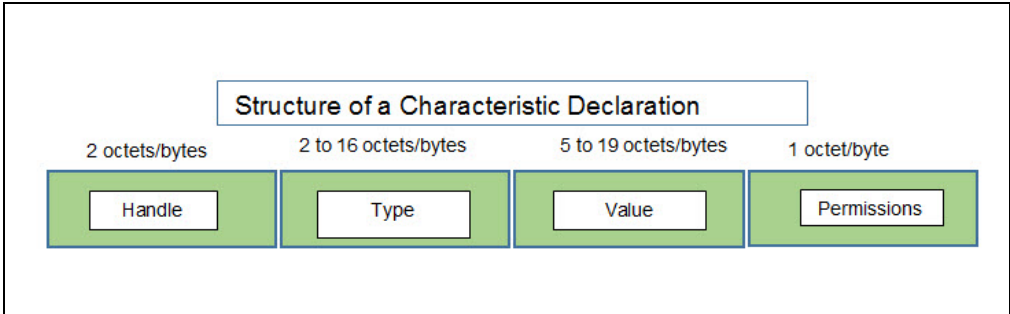 Structure of a Characteristic Declaration
2 octets/bytes 2 to 16 octets/bytes 5 to 19 octets/bytes 1 octet/byte
Handle Type Value Permissions